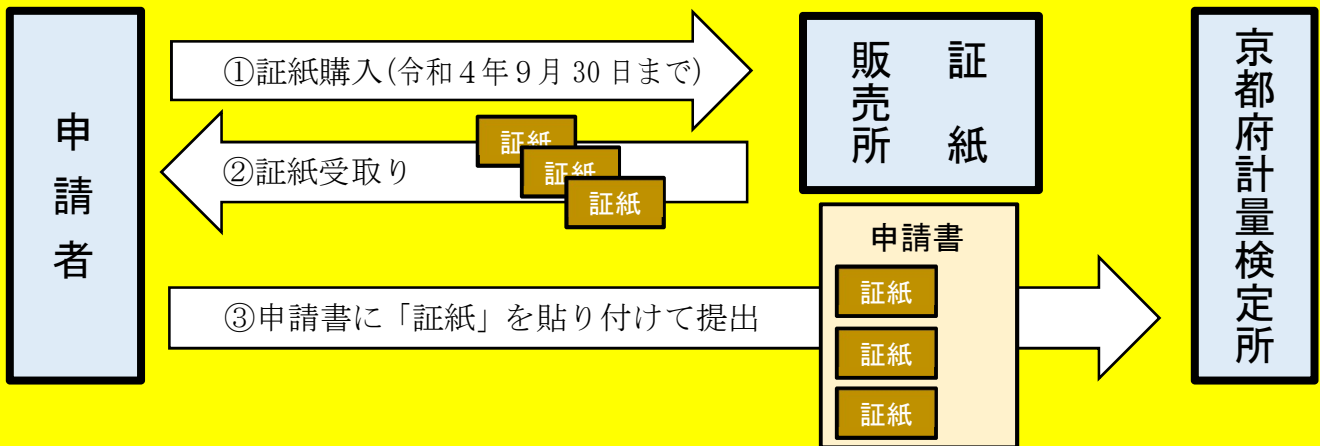 申請者
①証紙購入(令和４年９月30日まで)
②証紙受取り
証紙
証紙
証紙
証紙
販売所
③申請書に「証紙」を貼り付けて提出
申請書
証紙
証紙
証紙
京都府計量検定所